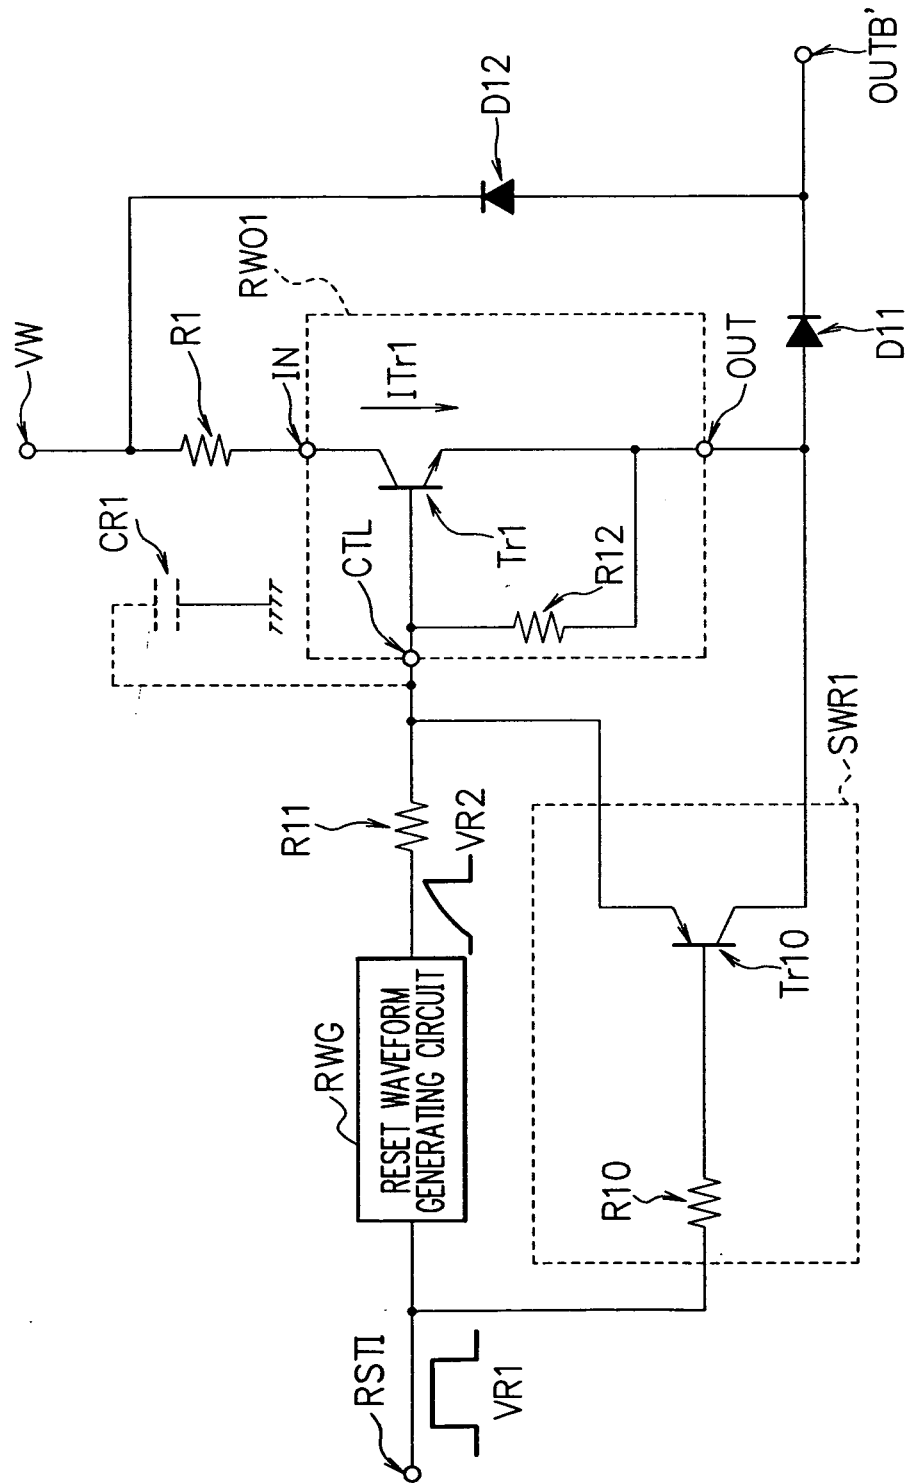 RSTI
VR1
RWG
RESET WAVEFORM
GENERATING CIRCUIT
R11
VR2
CR1
CTL
VW
R1
IN
RWO1
ITr1
Tr1
R12
OUT
D12
D11
OUTB'
R10
Tr10
SWR1